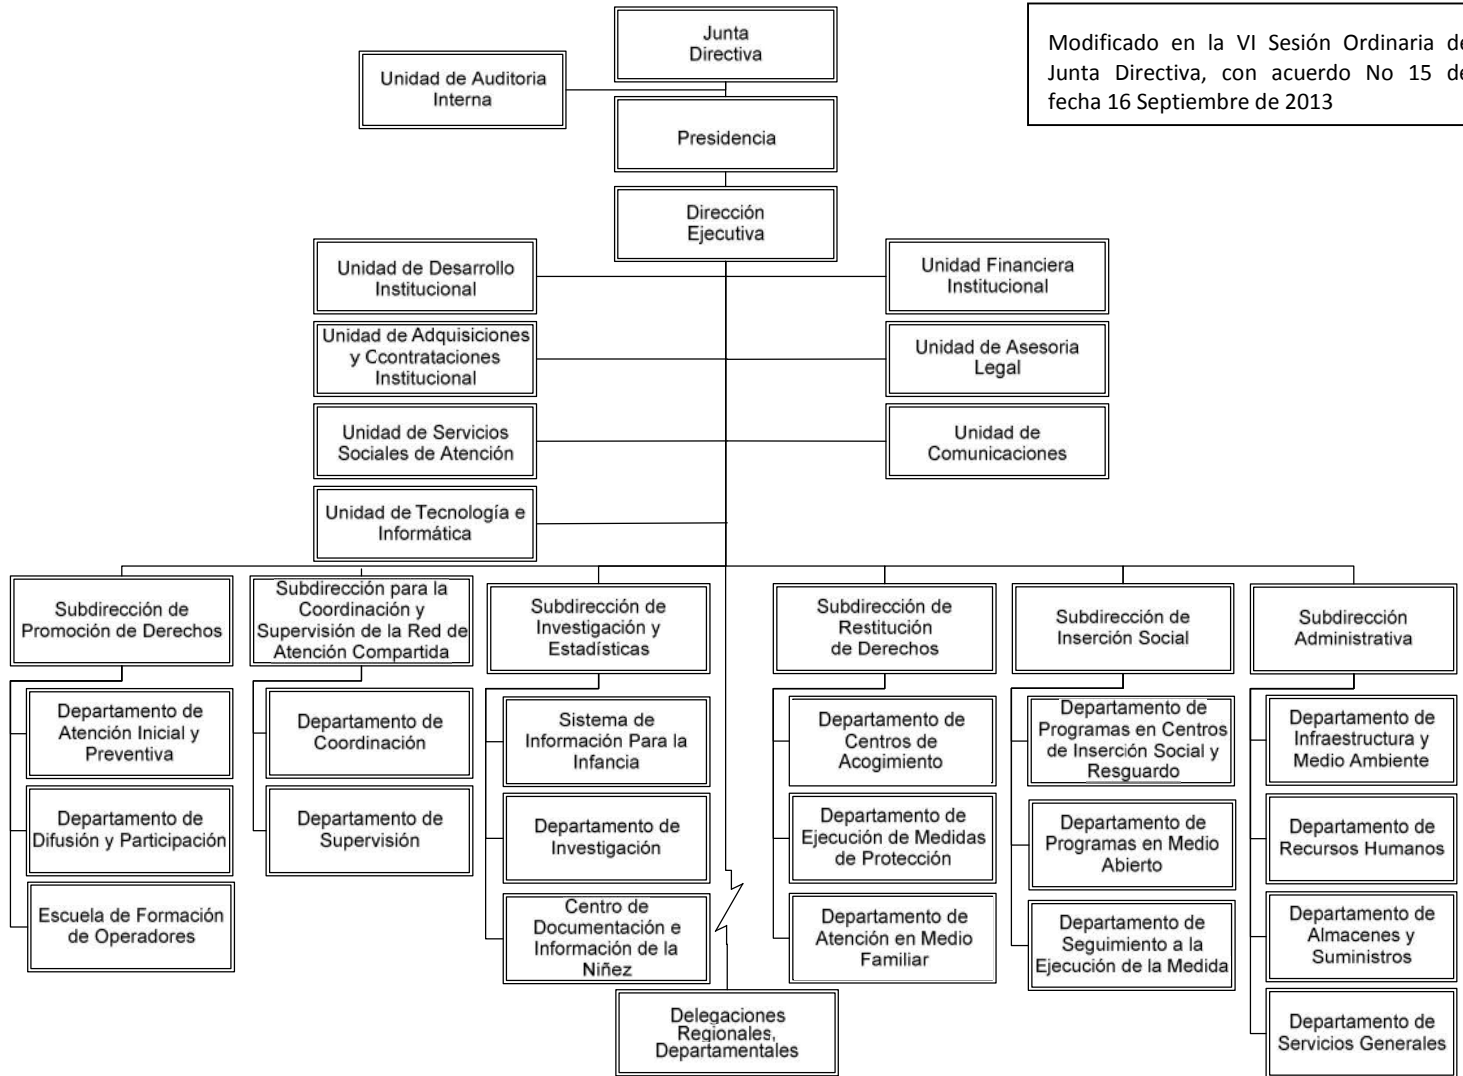 Junta
Directiva
Modificado en la VI Sesión Ordinaria de
Junta Directiva, con acuerdo No 15 de
fecha 16 Septiembre de 2013
Unidad de Auditoria
Interna
Presidencia
Dirección
Ejecutiva
Unidad de Desarrollo
Institucional
Unidad Financiera
Institucional
Unidad de Adquisiciones
y Ccontrataciones
Institucional
Unidad de Asesoria
Legal
Unidad de Servicios
Sociales de Atención
Unidad de
Comunicaciones
Unidad de Tecnología e
Informática
Subdirección de
Promoción de Derechos
Subdirección para la
Coordinación y
Supervisión de la Red de
Atención Compartida
Subdirección de
Investigación y
Estadísticas
Subdirección de
Restitución
de Derechos
Subdirección de
Inserción Social
Subdirección
Administrativa
Departamento de
Atención Inicial y
Preventiva
Departamento de
Coordinación
Sistema de
Información Para la
Infancia
Departamento de
Centros de
Acogimiento
Departamento de
Programas en Centros
de Inserción Social y
Resguardo
Departamento de
Infraestructura y
Medio Ambiente
Departamento de
Difusión y Participación
Departamento de
Supervisión
Departamento de
Investigación
Departamento de
Ejecución de Medidas
de Protección
Departamento de
Programas en Medio
Abierto
Departamento de
Recursos Humanos
Escuela de Formación
de Operadores
Centro de
Documentación e
Información de la
Niñez
Departamento de
Atención en Medio
Familiar
Departamento de
Seguimiento a la
Ejecución de la Medida
Departamento de
Almacenes y
Suministros
Delegaciones
Regionales,
Departamentales
Departamento de
Servicios Generales